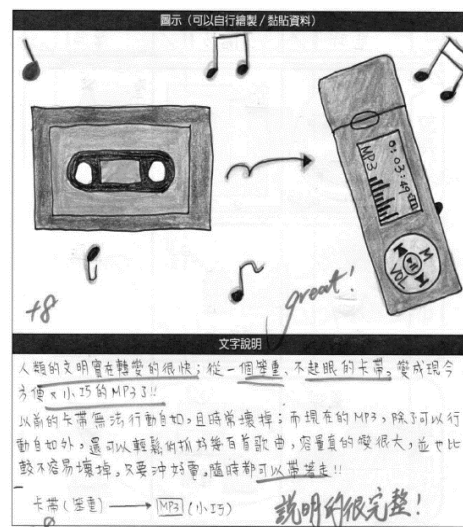 圖示（可以自行繪製／黏貼資料）
MP3
0:03:49
M
VOL
+8
great!
文字說明
人類的文明實在轉變的很快；從一個笨重、不起眼的卡帶，變成現今
方便又小巧的MP3了!!
以前的卡帶無法行動自如，且時常壞掉；而現在的MP3，除了可以行
動自如外，還可以輕鬆的抓好幾百首歌曲，容量真的變很大，並也比
較不容易壞掉，只要沖好電，隨時都可以帶著走!!
卡帶(笨重) → MP3 (小巧)
說明的很完整!